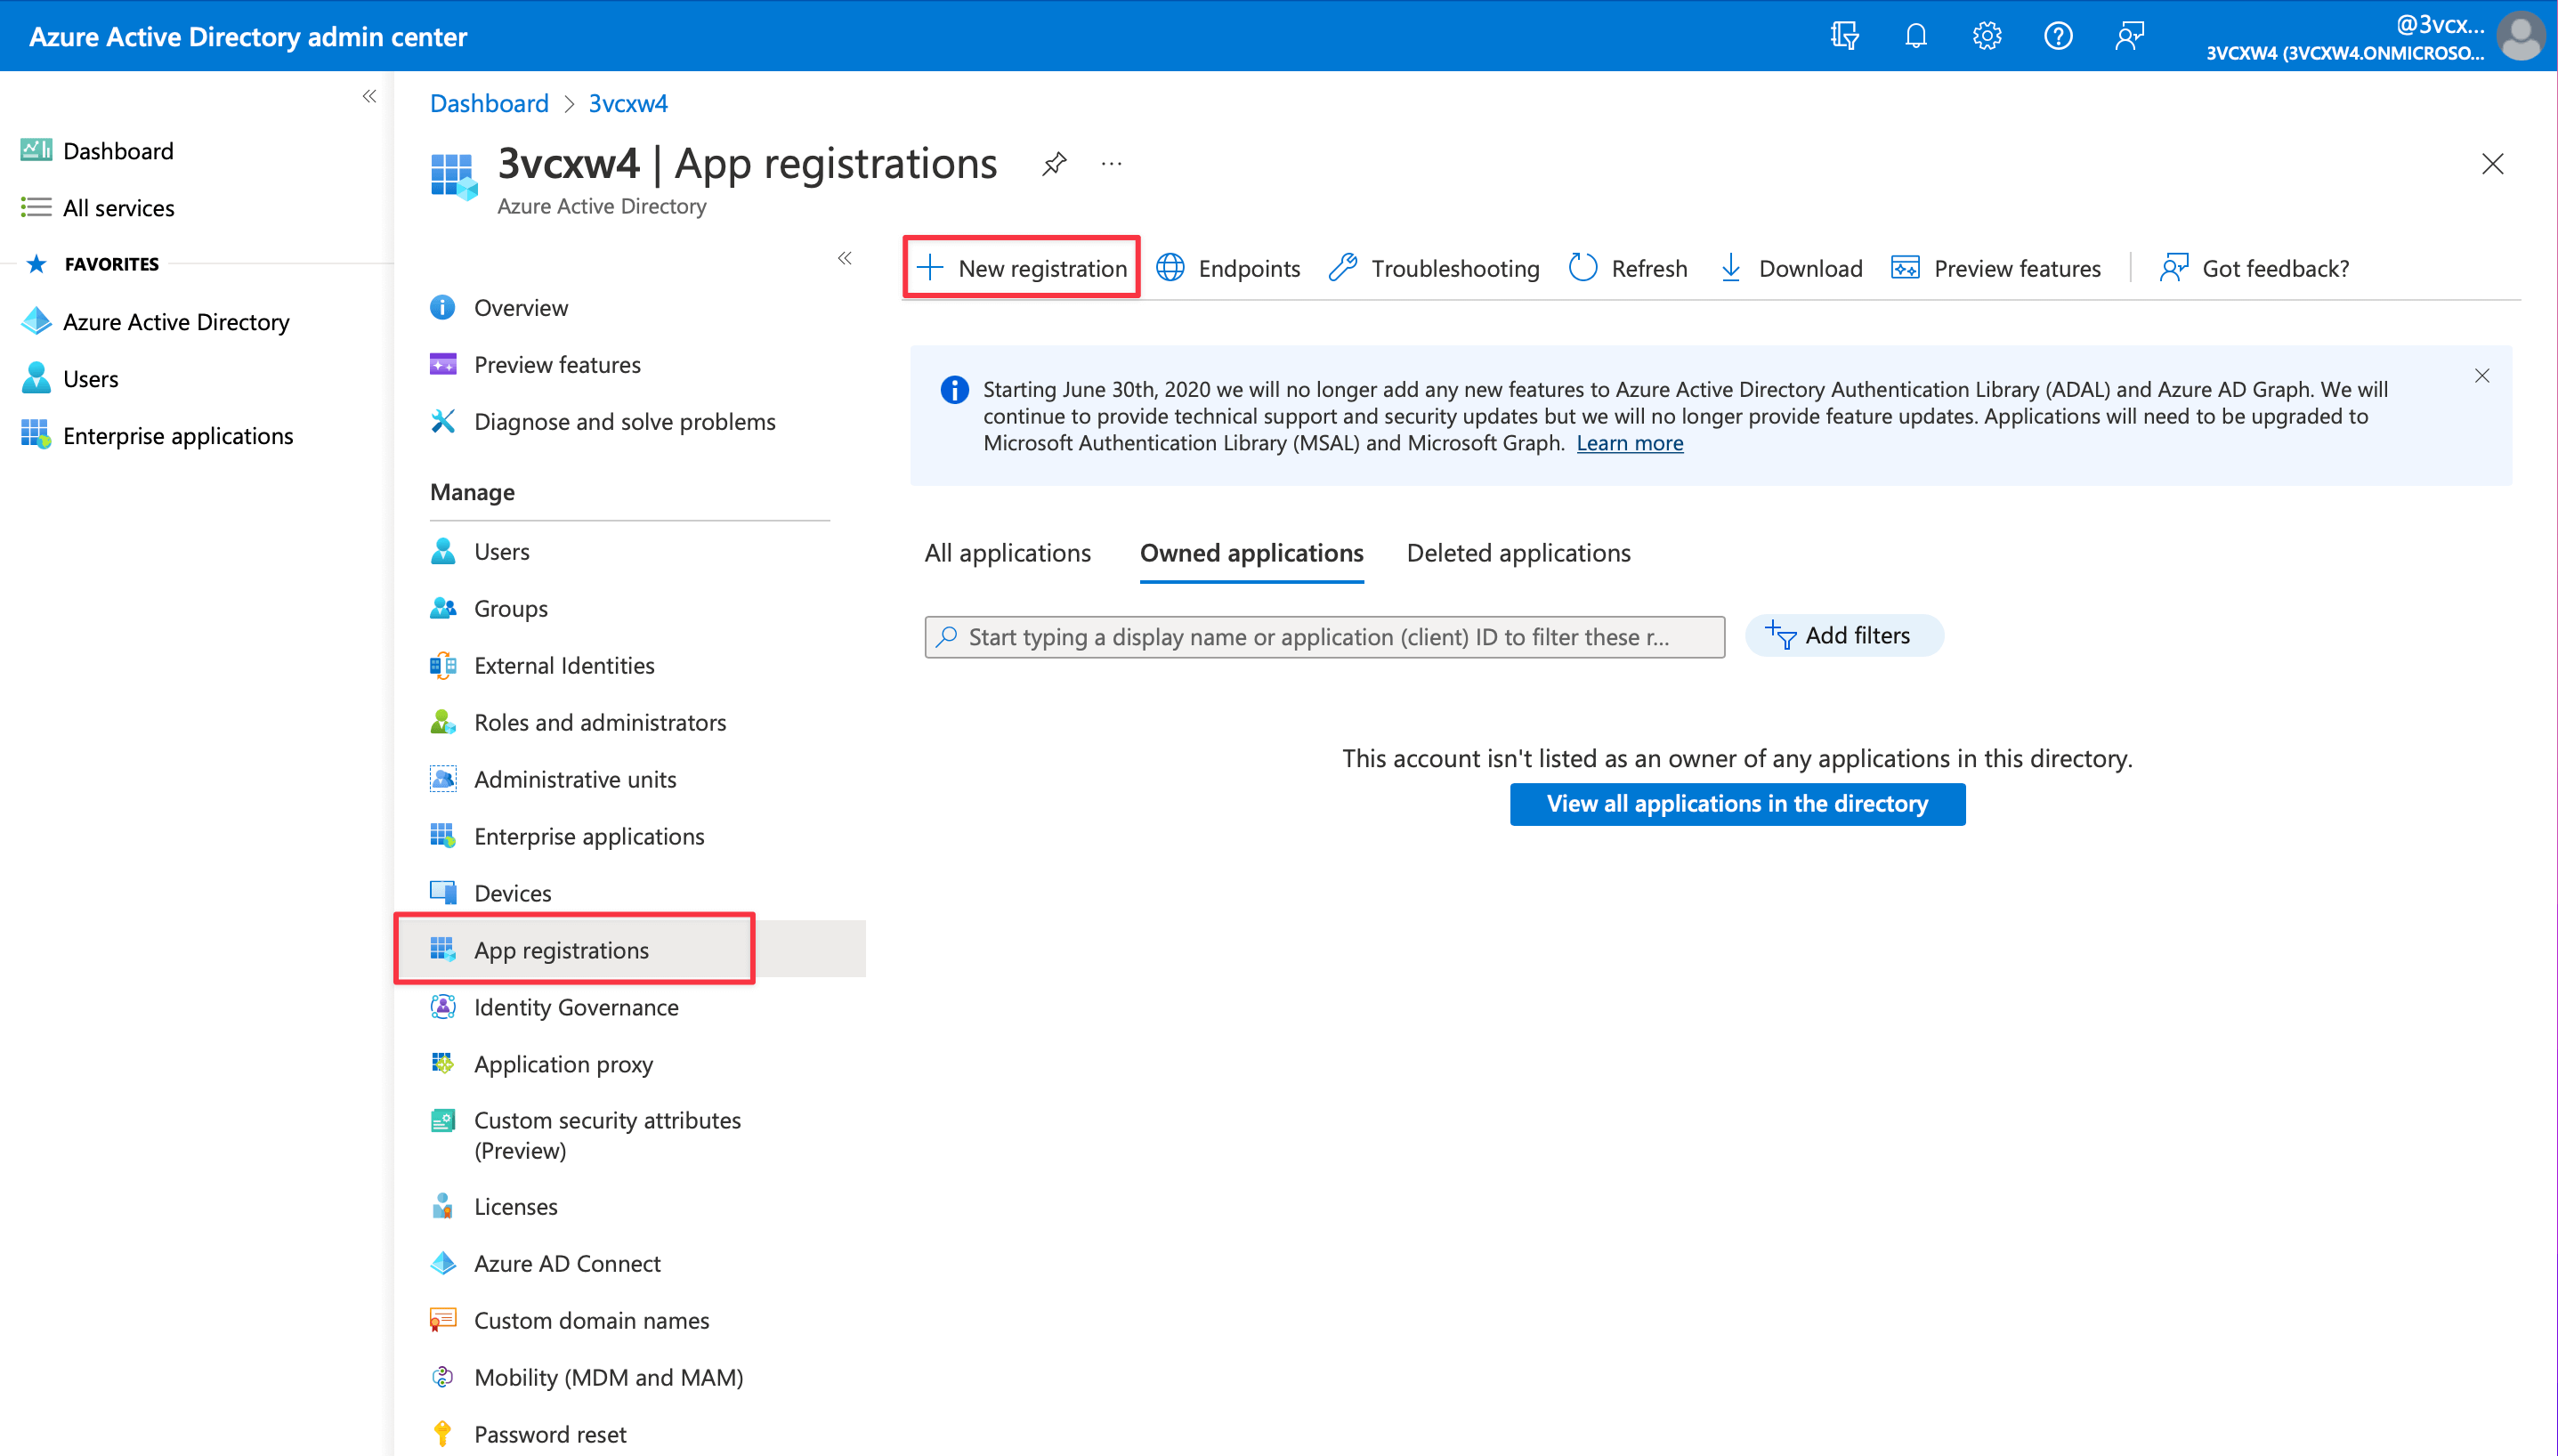 Azure Active Directory admin center
@3vcx...
3VCXW4 (3VCXW4.ONMICROSO...
Dashboard
All services
FAVORITES
Azure Active Directory
Users
Enterprise applications
Dashboard > 3vcxw4
3vcxw4 | App registrations
Azure Active Directory
Overview
Preview features
Diagnose and solve problems
Manage
Users
Groups
External Identities
Roles and administrators
Administrative units
Enterprise applications
Devices
App registrations
Identity Governance
Application proxy
Custom security attributes
(Preview)
Licenses
Azure AD Connect
Custom domain names
Mobility (MDM and MAM)
Password reset
New registration
Endpoints
Troubleshooting
Refresh
Download
Preview features
Got feedback?
Starting June 30th, 2020 we will no longer add any new features to Azure Active Directory Authentication Library (ADAL) and Azure AD Graph. We will
continue to provide technical support and security updates but we will no longer provide feature updates. Applications will need to be upgraded to
Microsoft Authentication Library (MSAL) and Microsoft Graph. Learn more
All applications
Owned applications
Deleted applications
Start typing a display name or application (client) ID to filter these r...
Add filters
This account isn't listed as an owner of any applications in this directory.
View all applications in the directory